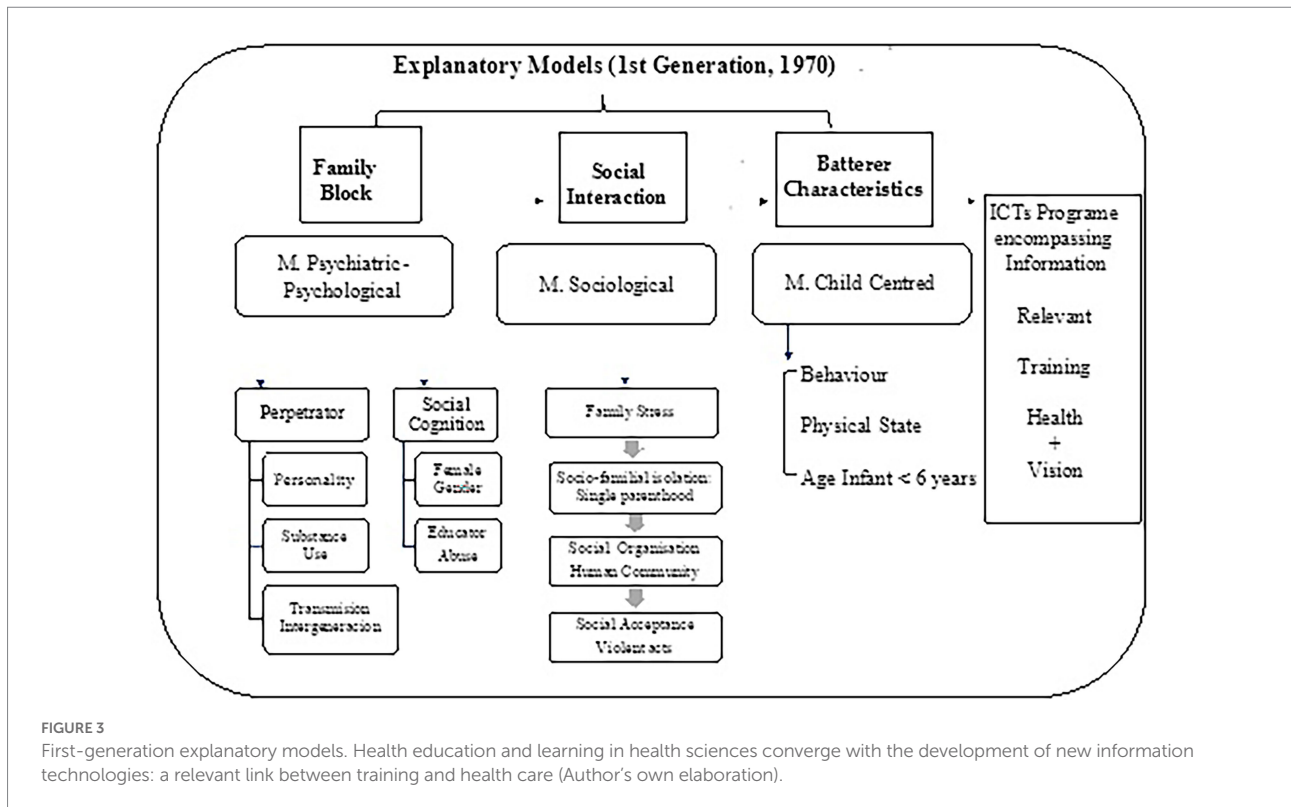 Explanatory Models (1st Generation, 1970)
Family
Block
Social
Interaction
Batterer
Characteristics
M. Psychiatric-
Psychological
M. Sociological
M. Child Centred
ICTs Programe
encompassing
Information
Relevant
Training
Health
+
Vision
Perpetrator
Personality
Substance
Use
Transmision
Intergeneracion
Social
Cognition
Female
Gender
Educator
Abuse
Family Stress
Socio-familial isolation:
Single parenthood
Social Organisation
Human Community
Social Acceptance
Violent acts
Behaviour
Physical State
Age Infant < 6 years
FIGURE 3
First-generation explanatory models. Health education and learning in health sciences converge with the development of new information
technologies: a relevant link between training and health care (Author’s own elaboration).